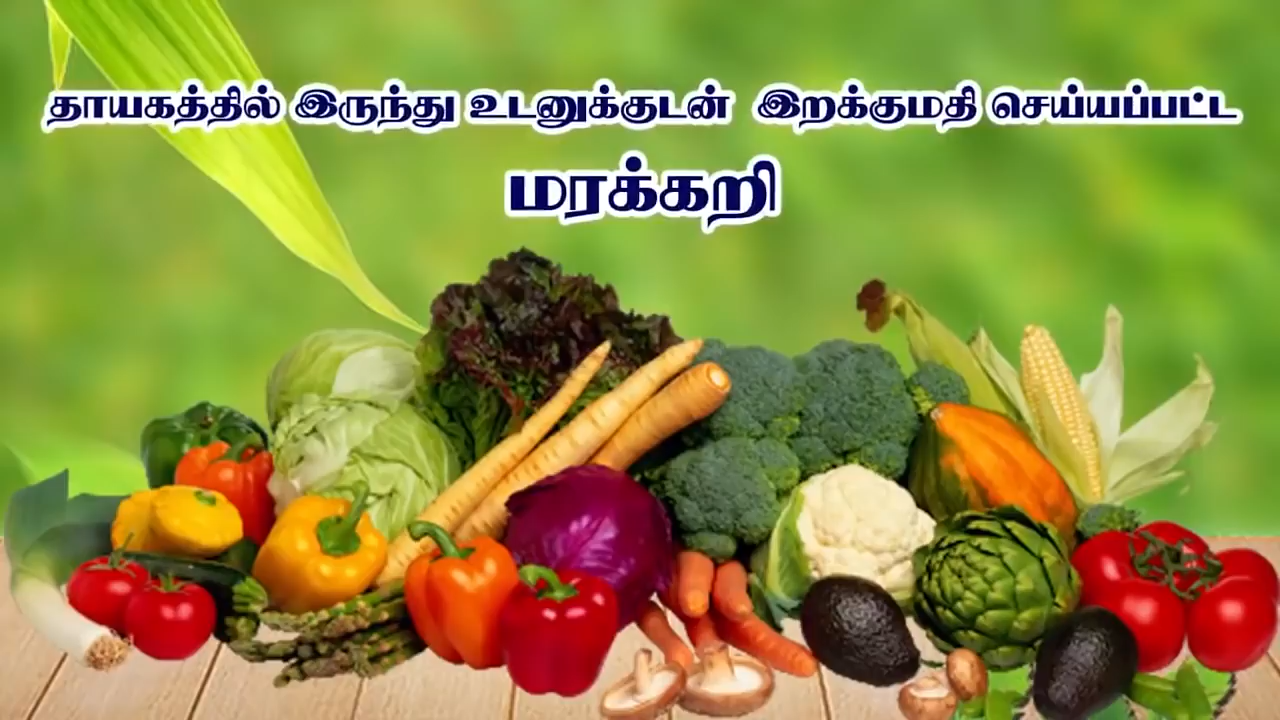 தாயகத்தில் இருந்து உடனுக்குடன் இறக்குமதி செய்யப்பட்ட
மரக்கறி